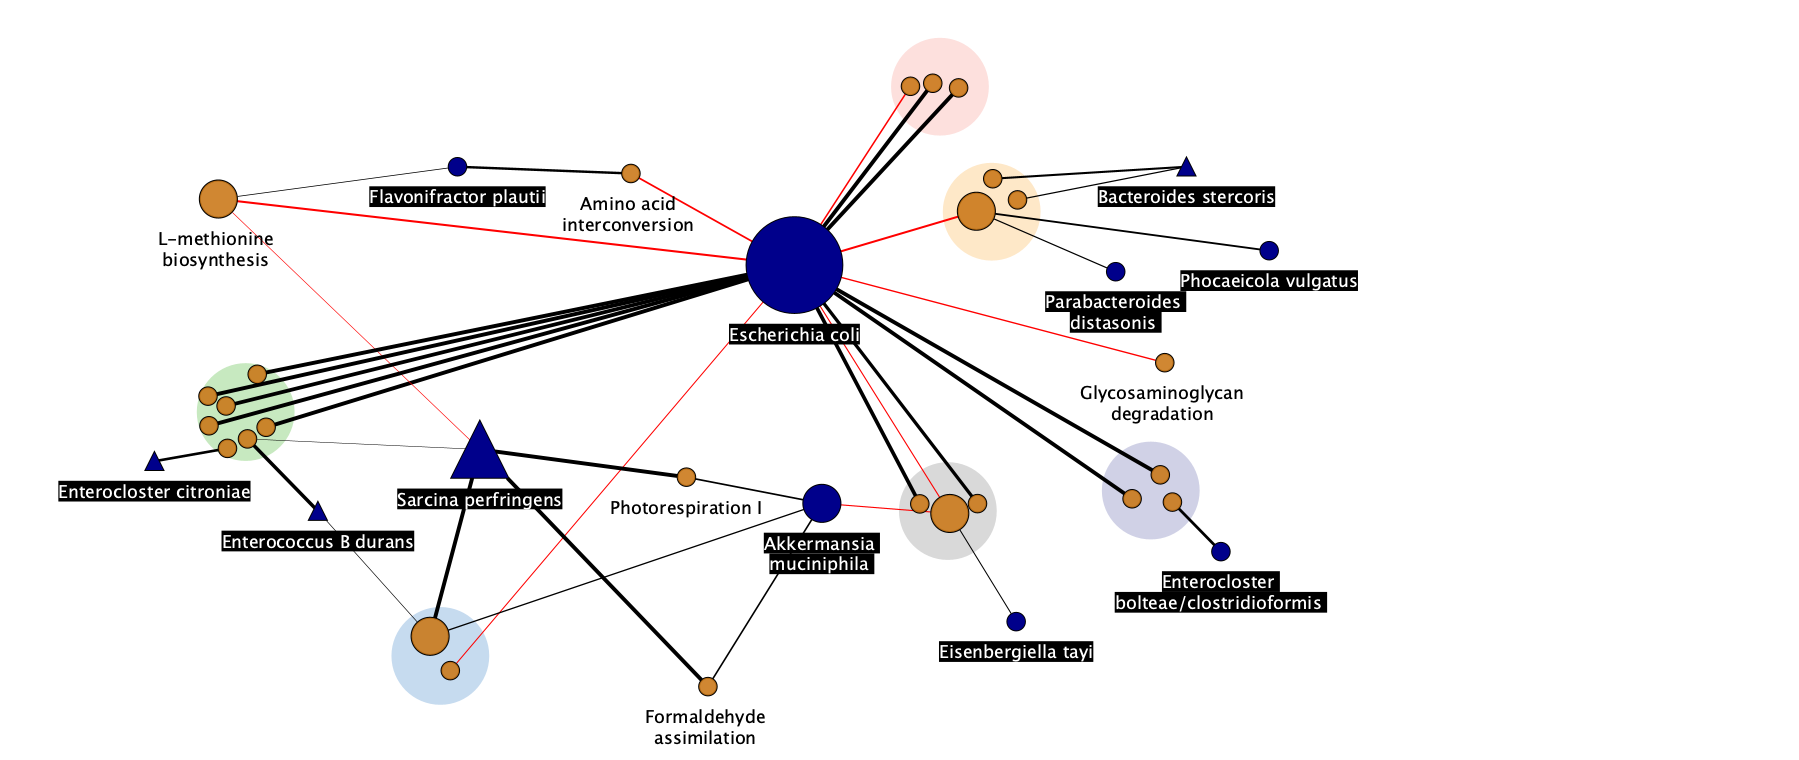 Flavonifractor plautii
Amino acid
interconversion
Bacteroides stercoris
L-methionine
biosynthesis
Phocaeicola vulgatus
Parabacteroides
distasonis
Escherichia coli
Glycosaminoglycan
degradation
Enterocloster citroniae
Sarcina perfringens
Photorespiration I
Enterococcus B durans
Akkermansia
muciniphila
Enterocloster
bolteae/clostridioformis
Eisenbergiella tayi
Formaldehyde
assimilation